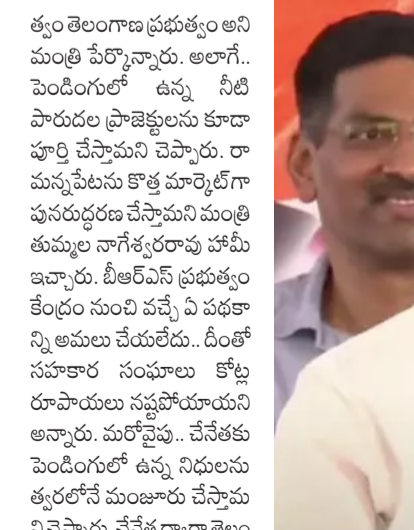 త్వం తెలంగాణ ప్రభుత్వం అని
మంత్రి పేర్కొన్నారు. అలాగే..
పెండింగులో ఉన్న నీటి
పారుదల ప్రాజెక్టులను కూడా
పూర్తి చేస్తామని చెప్పారు. రా
మన్నపేటను కొత్త మార్కెట్‌గా
పునరుద్ధరణ చేస్తామని మంత్రి
తుమ్మల నాగేశ్వరరావు హామీ
ఇచ్చారు. బీఆర్ఎస్ ప్రభుత్వం
కేంద్రం నుంచి వచ్చే ఏ పథకా
న్ని అమలు చేయలేదు.. దీంతో
సహకార సంఘాలు కోట్ల
రూపాయలు నష్టపోయాయని
అన్నారు. మరోవైపు.. చేనేతకు
పెండింగులో ఉన్న నిధులను
త్వరలోనే మంజూరు చేస్తామ
ని చెప్పారు. చేనేత ద్వారా తెలం